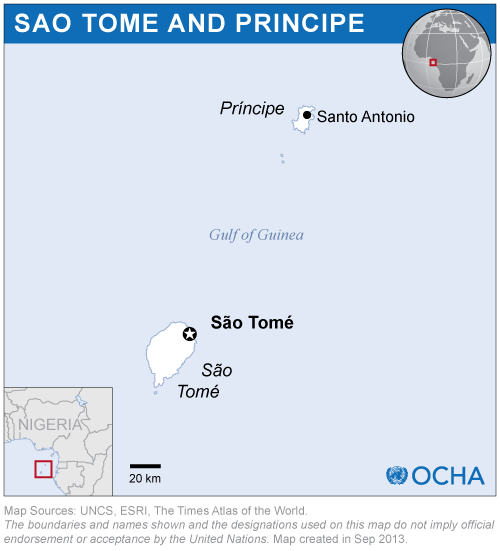 SAO TOME AND PRINCIPE
Príncipe
Santo Antonio
Gulf of Guinea
São Tomé
São
Tomé
NIGERIA
20 km
OCHA
Map Sources: UNCS, ESRI, The Times Atlas of the World.
The boundaries and names shown and the designations used on this map do not imply official
endorsement or acceptance by the United Nations. Map created in Sep 2013.